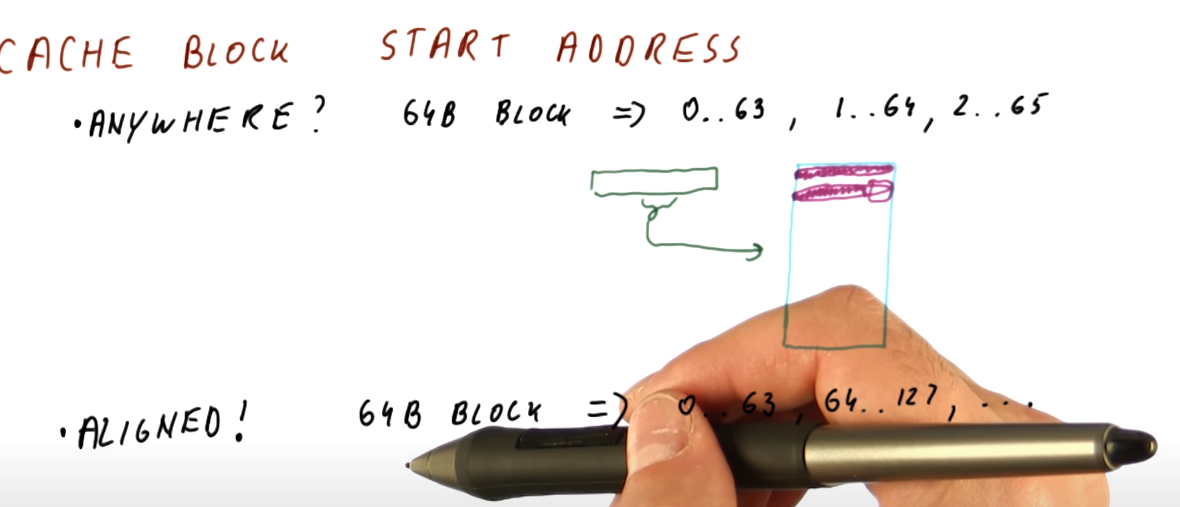 CACHE BLOCK START ADDRESS
• ANYWHERE? 64B BLOCK => 0..63, 1..64, 2..65
• ALIGNED! 64B BLOCK => 0..63, 64..127, ...